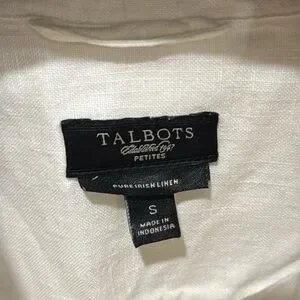 TALBOTS
Established 1947
PETITES
PURE IRISH LINEN
S
MADE IN
INDONESIA